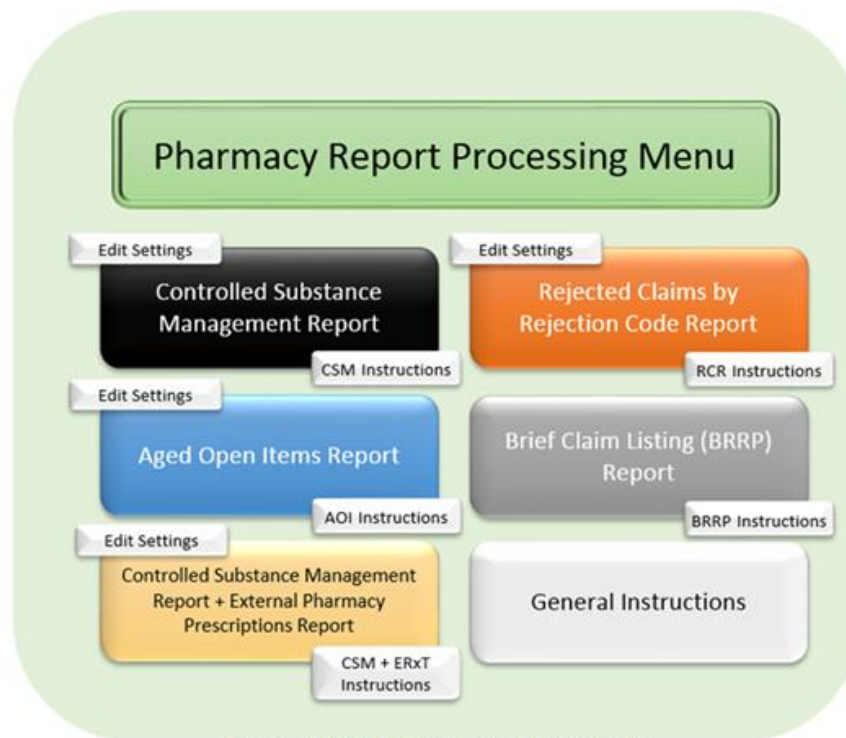 Pharmacy Report Processing Menu
Edit Settings
Controlled Substance
Management Report
CSM Instructions
Edit Settings
Rejected Claims by
Rejection Code Report
RCR Instructions
Edit Settings
Aged Open Items Report
AOI Instructions
Brief Claim Listing (BRRP)
Report
BRRP Instructions
Edit Settings
Controlled Substance Management
Report + External Pharmacy
Prescriptions Report
CSM + ERxT
Instructions
General Instructions